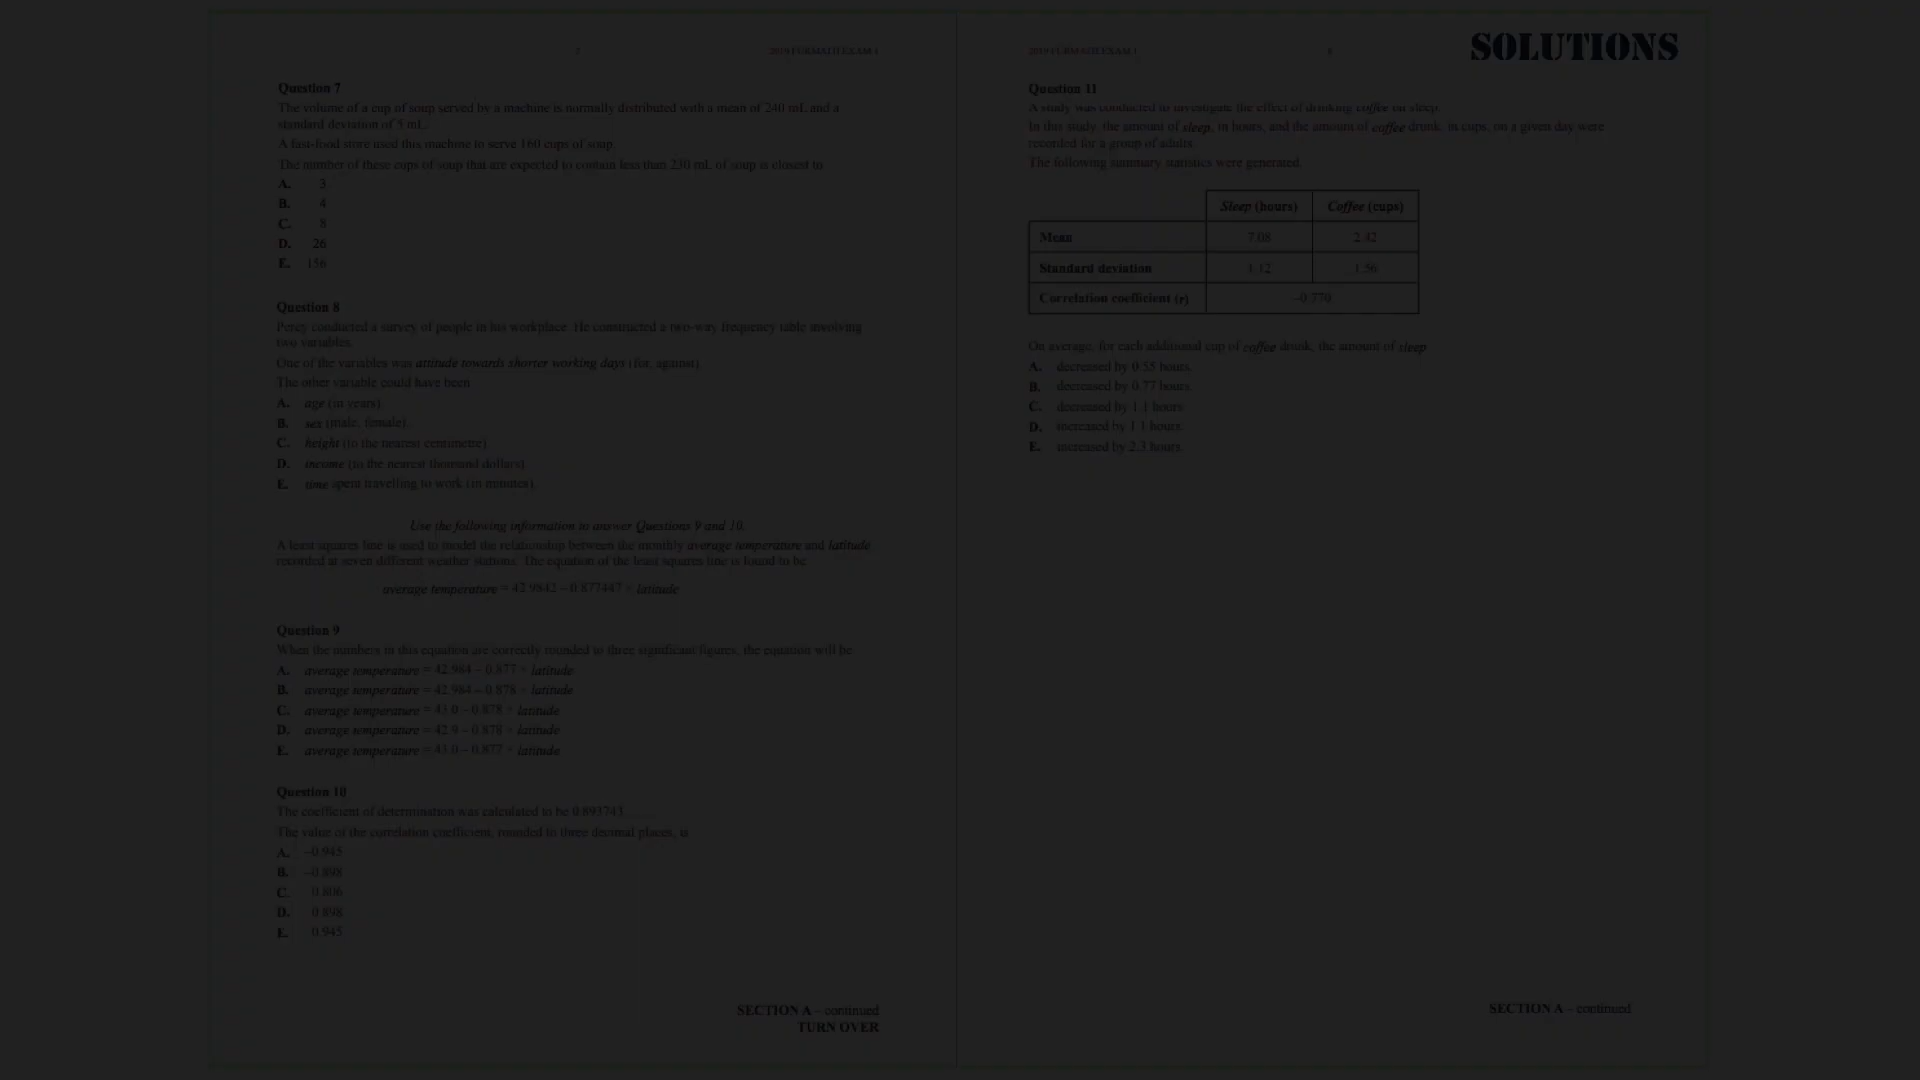 7 2019 FURMATH EXAM 1
Question 7
The volume of a cup of soup served by a machine is normally distributed with a mean of 240 mL and a
standard deviation of 5 mL.
A fast-food store used this machine to serve 160 cups of soup.
The number of these cups of soup that are expected to contain less than 230 mL of soup is closest to
A. 3
B. 4
C. 8
D. 26
E. 156
Question 8
Percy conducted a survey of people in his workplace. He constructed a two-way frequency table involving
two variables.
One of the variables was attitude towards shorter working days (for, against).
The other variable could have been
A. age (in years).
B. sex (male, female).
C. height (to the nearest centimetre).
D. income (to the nearest thousand dollars).
E. time spent travelling to work (in minutes).
Use the following information to answer Questions 9 and 10.
A least squares line is used to model the relationship between the monthly average temperature and latitude
recorded at seven different weather stations. The equation of the least squares line is found to be
average temperature = 42.9842 – 0.877447 × latitude
Question 9
When the numbers in this equation are correctly rounded to three significant figures, the equation will be
A. average temperature = 42.984 – 0.877 × latitude
B. average temperature = 42.984 – 0.878 × latitude
C. average temperature = 43.0 – 0.878 × latitude
D. average temperature = 42.9 – 0.878 × latitude
E. average temperature = 43.0 – 0.877 × latitude
Question 10
The coefficient of determination was calculated to be 0.893743
The value of the correlation coefficient, rounded to three decimal places, is
A. –0.945
B. –0.898
C. 0.806
D. 0.898
E. 0.945
SECTION A – continued
TURN OVER
2019 FURMATH EXAM 1 8
SOLUTIONS
Question 11
A study was conducted to investigate the effect of drinking coffee on sleep.
In this study, the amount of sleep, in hours, and the amount of coffee drunk, in cups, on a given day were
recorded for a group of adults.
The following summary statistics were generated.
Sleep (hours) Coffee (cups)
Mean 7.08 2.42
Standard deviation 1.12 1.56
Correlation coefficient (r) –0.770
On average, for each additional cup of coffee drunk, the amount of sleep
A. decreased by 0.55 hours.
B. decreased by 0.77 hours.
C. decreased by 1.1 hours.
D. increased by 1.1 hours.
E. increased by 2.3 hours.
SECTION A – continued